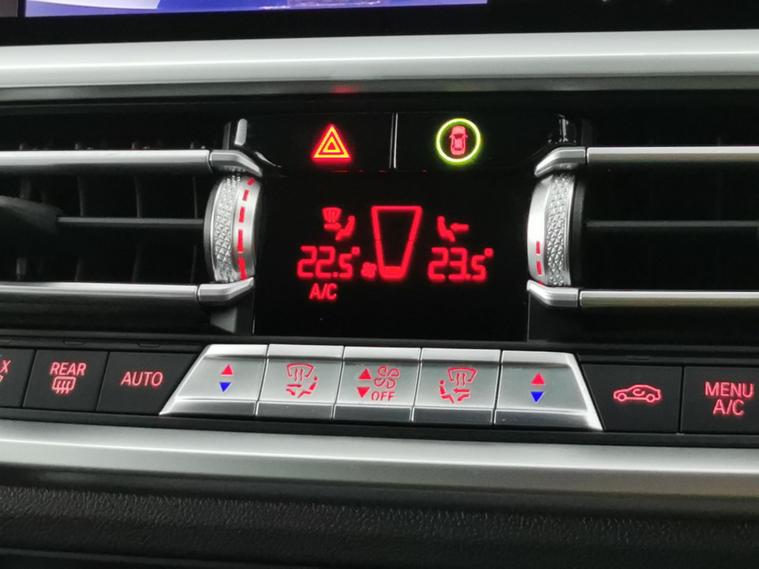 22.5°
23.5°
A/C
REAR
AUTO
OFF
MENU
A/C